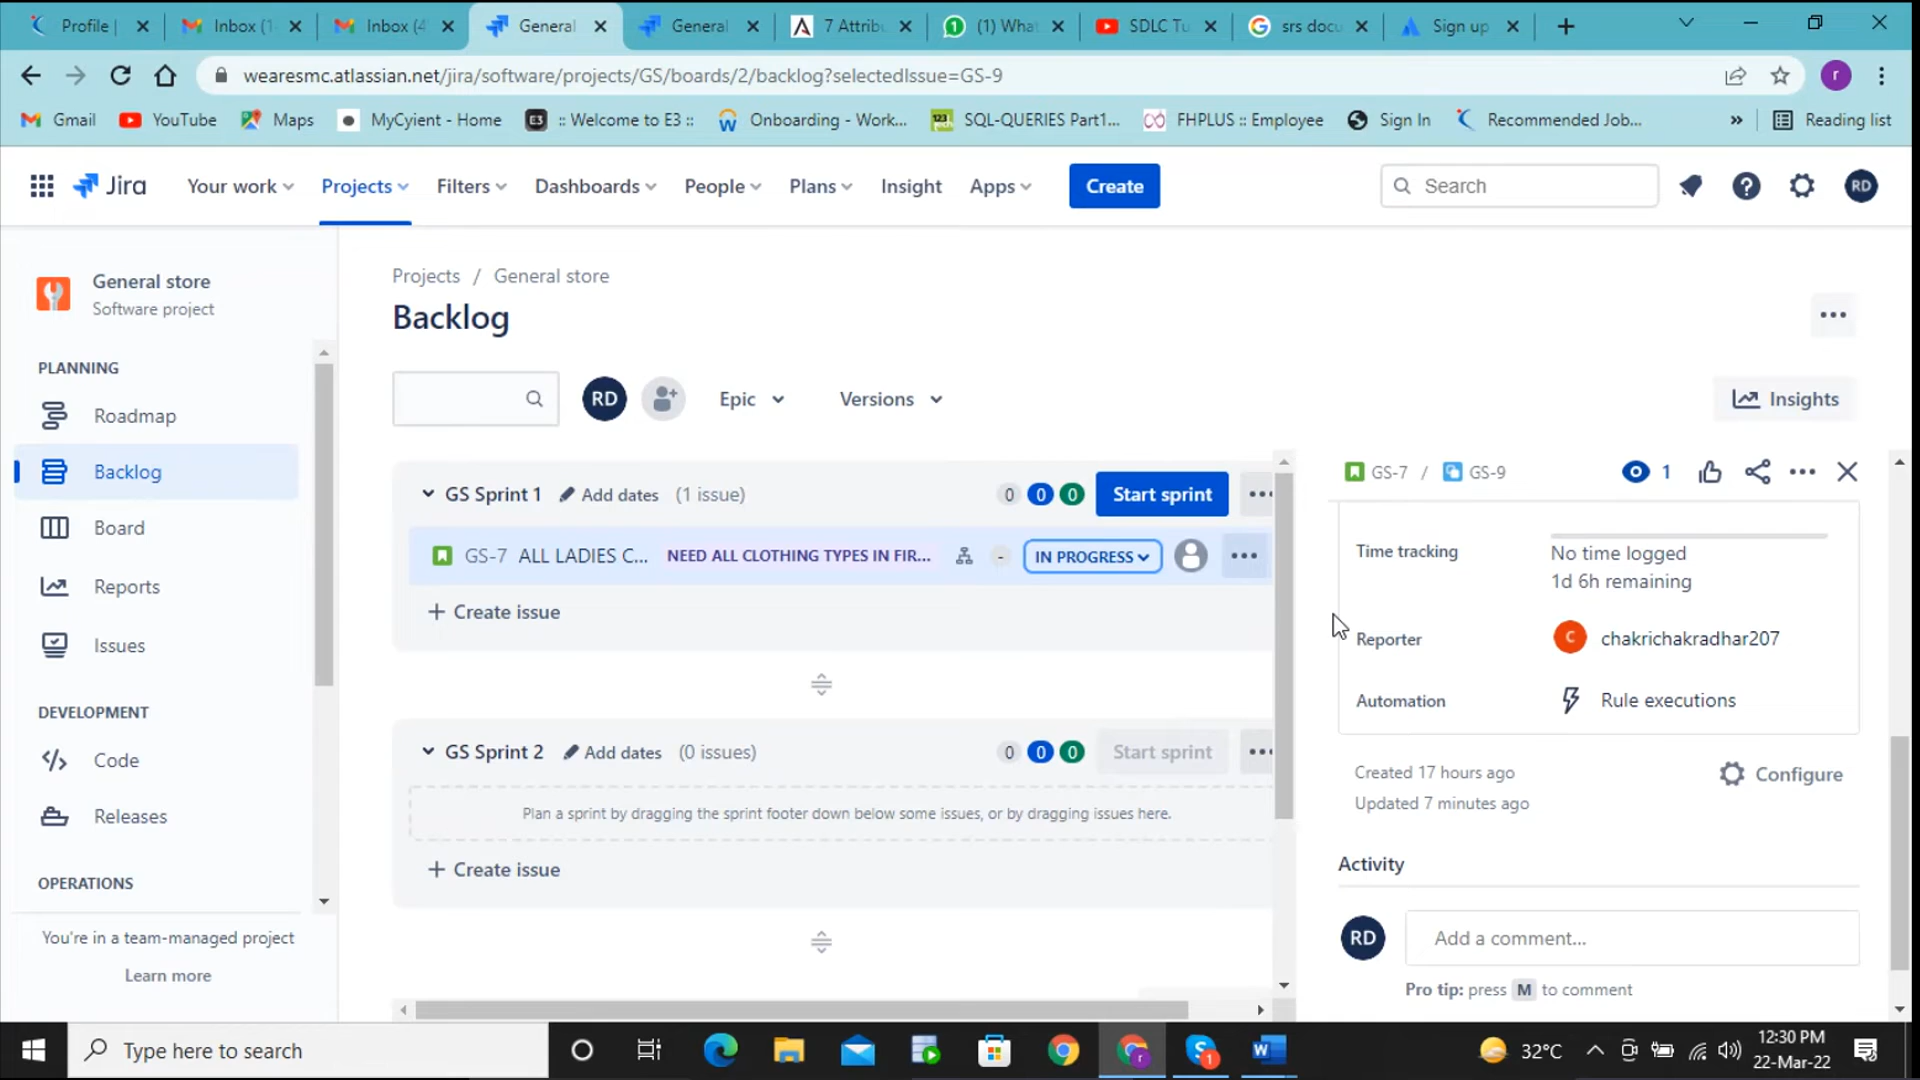 Profile |
Inbox (1
Inbox (4
General
General
7 Attribu
(1) What
SDLC Tu
srs docu
Sign up
wearesmc.atlassian.net/jira/software/projects/GS/boards/2/backlog?selectedIssue=GS-9
r
Gmail
YouTube
Maps
MyCyient - Home
E3
:: Welcome to E3 ::
Onboarding - Work...
SQL-QUERIES Part1...
FHPLUS :: Employee
Sign In
Recommended Job...
»
Reading list
Jira
Your work
Projects
Filters
Dashboards
People
Plans
Insight
Apps
Create
Search
RD
General store
Software project
PLANNING
Roadmap
Backlog
Board
Reports
Issues
DEVELOPMENT
Code
Releases
OPERATIONS
You're in a team-managed project
Learn more
Projects / General store
Backlog
RD
Epic
Versions
Insights
GS Sprint 1
Add dates
(1 issue)
0 0 0
Start sprint
GS-7 ALL LADIES C...
NEED ALL CLOTHING TYPES IN FIR...
-
IN PROGRESS
+ Create issue
GS Sprint 2
Add dates
(0 issues)
0 0 0
Start sprint
Plan a sprint by dragging the sprint footer down below some issues, or by dragging issues here.
+ Create issue
GS-7 / GS-9
1
Time tracking
No time logged
1d 6h remaining
Reporter
C
chakrichakradhar207
Automation
Rule executions
Created 17 hours ago
Updated 7 minutes ago
Configure
Activity
RD
Add a comment...
Pro tip: press M to comment
Type here to search
32°C
12:30 PM
22-Mar-22